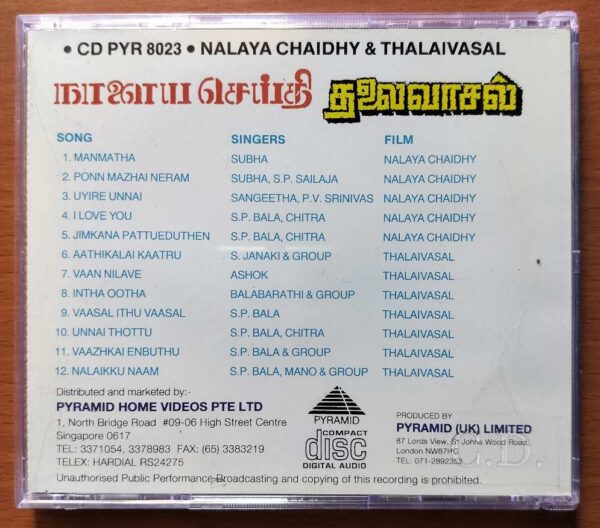 • CD PYR 8023 • NALAYA CHAIDHY & THALAIVASAL
நாளைய செய்தி தலைவாசல்
SONG SINGERS FILM
1. MANMATHA SUBHA NALAYA CHAIDHY
2. PONN MAZHAI NERAM SUBHA, S.P. SAILAJA NALAYA CHAIDHY
3. UYIRE UNNAI SANGEETHA, P.V. SRINIVAS NALAYA CHAIDHY
4. I LOVE YOU S.P. BALA, CHITRA NALAYA CHAIDHY
5. JIMKANA PATTUEDUTHEN S.P. BALA, CHITRA NALAYA CHAIDHY
6. AATHIKALAI KAATRU S. JANAKI & GROUP THALAIVASAL
7. VAAN NILAVE ASHOK THALAIVASAL
8. INTHA OOTHA BALABARATHI & GROUP THALAIVASAL
9. VAASAL ITHU VAASAL S.P. BALA THALAIVASAL
10. UNNAI THOTTU S.P. BALA, CHITRA THALAIVASAL
11. VAAZHKAI ENBUTHU S.P. BALA & GROUP THALAIVASAL
12. NALAIKKU NAAM S.P. BALA, MANO & GROUP THALAIVASAL
Distributed and marketed by:-
PYRAMID HOME VIDEOS PTE LTD
1, North Bridge Road #09-06 High Street Centre
Singapore 0617
TEL: 3371054, 3378983 FAX: (65) 3383219
TELEX: HARDIAL RS24275
PYRAMID
COMPACT
disc
DIGITAL AUDIO
PRODUCED BY
PYRAMID (UK) LIMITED
87 Lords View, St Johns Wood Road,
London NW87HG
TEL: 071-2892352
Unauthorised Public Performance Broadcasting and copying of this recording is prohibited.